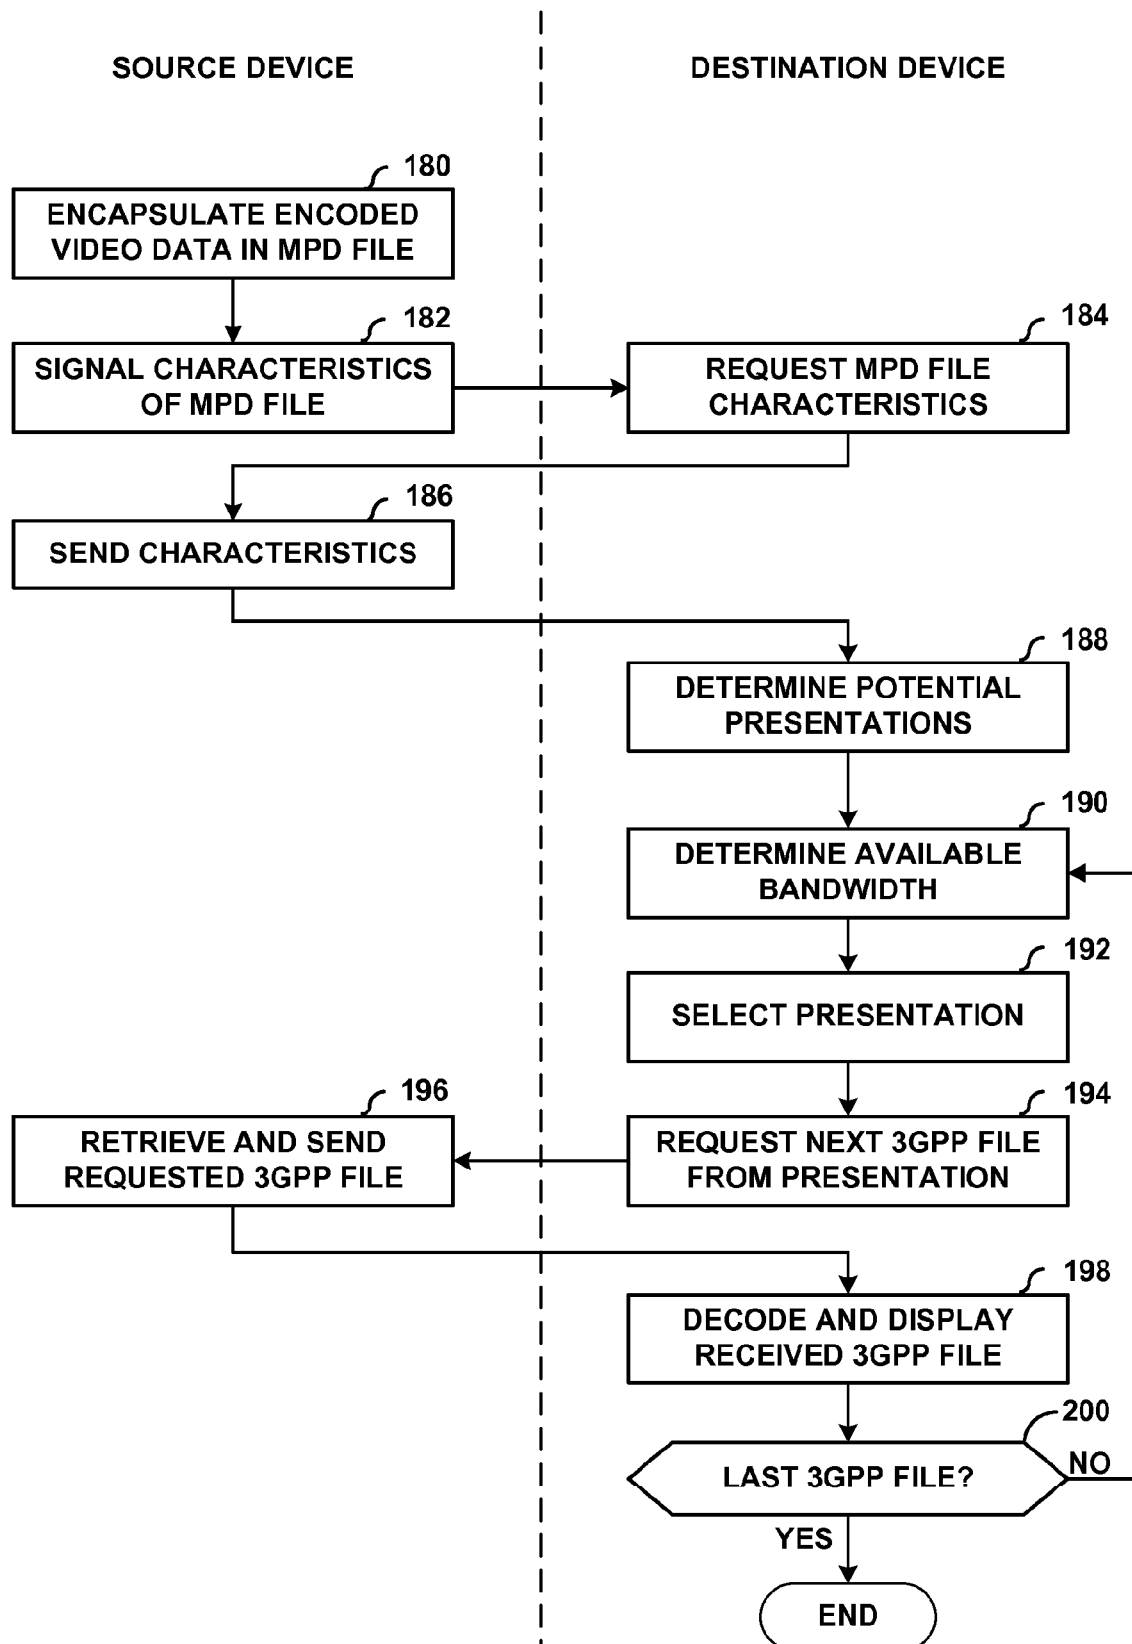 SOURCE DEVICE
DESTINATION DEVICE
180
ENCAPSULATE ENCODED
VIDEO DATA IN MPD FILE
182
SIGNAL CHARACTERISTICS
OF MPD FILE
184
REQUEST MPD FILE
CHARACTERISTICS
186
SEND CHARACTERISTICS
188
DETERMINE POTENTIAL
PRESENTATIONS
190
DETERMINE AVAILABLE
BANDWIDTH
192
SELECT PRESENTATION
194
REQUEST NEXT 3GPP FILE
FROM PRESENTATION
196
RETRIEVE AND SEND
REQUESTED 3GPP FILE
198
DECODE AND DISPLAY
RECEIVED 3GPP FILE
200
LAST 3GPP FILE?
NO
YES
END